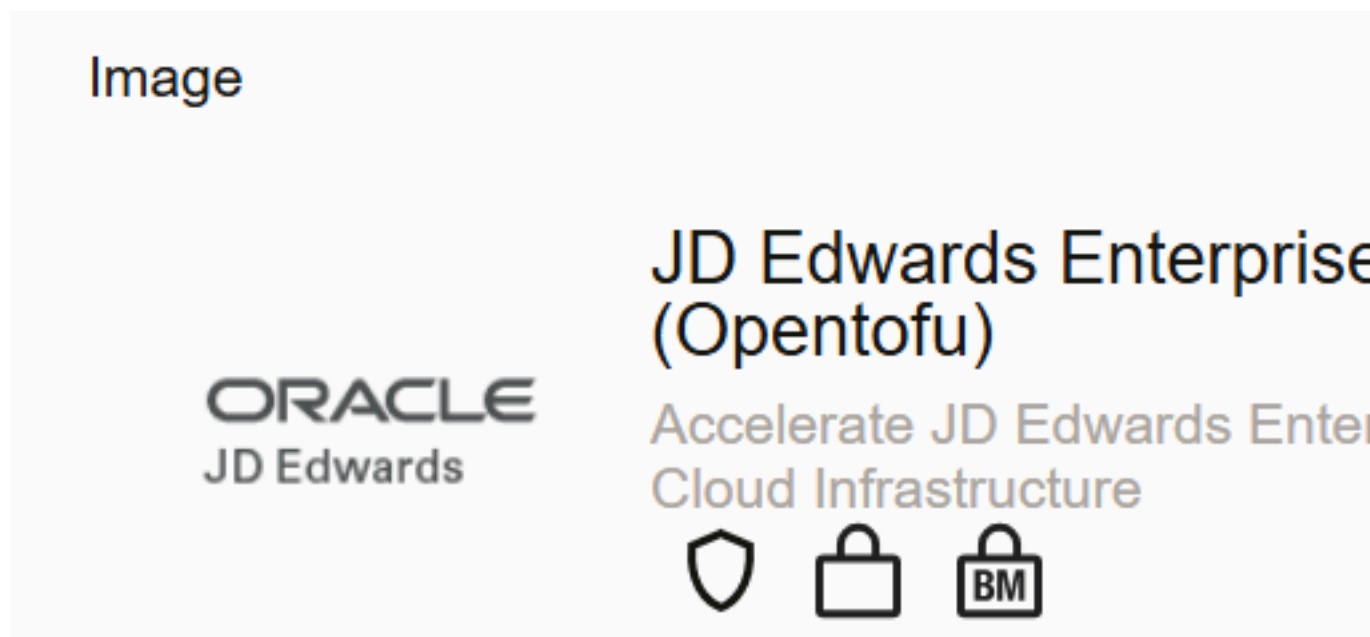 Image
JD Edwards Enterprise
(Opentofu)
Accelerate JD Edwards Enter
Cloud Infrastructure
ORACLE
JD Edwards
BM